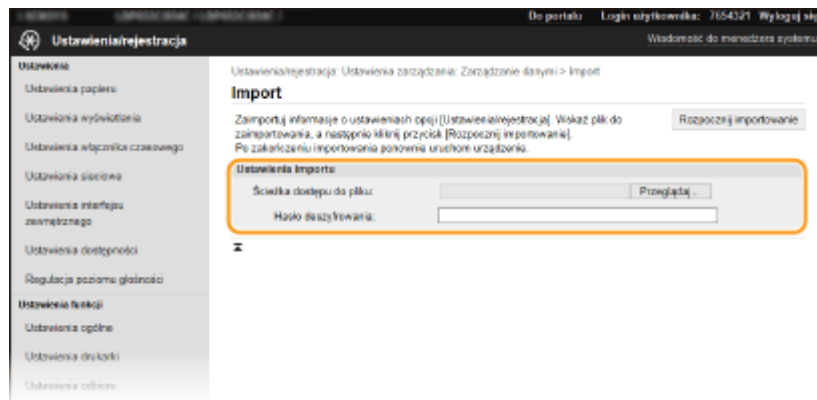 Do portalu Login użytkownika: 7654321 Wyloguj się
Ustawienia/rejestracja
Wiadomość do menedżera systemu
Ustawienia
Ustawienia papieru
Ustawienia wyświetlania
Ustawienia włącznika czasowego
Ustawienia sieciowe
Ustawienia interfejsu
zewnętrznego
Ustawienia dostępności
Regulacja poziomu głośności
Ustawienia funkcji
Ustawienia ogólne
Ustawienia drukarki
Ustawienia odbioru
Ustawienia/rejestracja: Ustawienia zarządzania: Zarządzanie danymi > Import
Import
Zaimportuj informacje o ustawieniach opcji [Ustawienia/rejestracja]. Wskaż plik do
zaimportowania, a następnie kliknij przycisk [Rozpocznij importowanie].
Po zakończeniu importowania ponownie uruchom urządzenie.
Rozpocznij importowanie
Ustawienia Importu
Ścieżka dostępu do pliku:
Przeglądaj...
Hasło deszyfrowania: